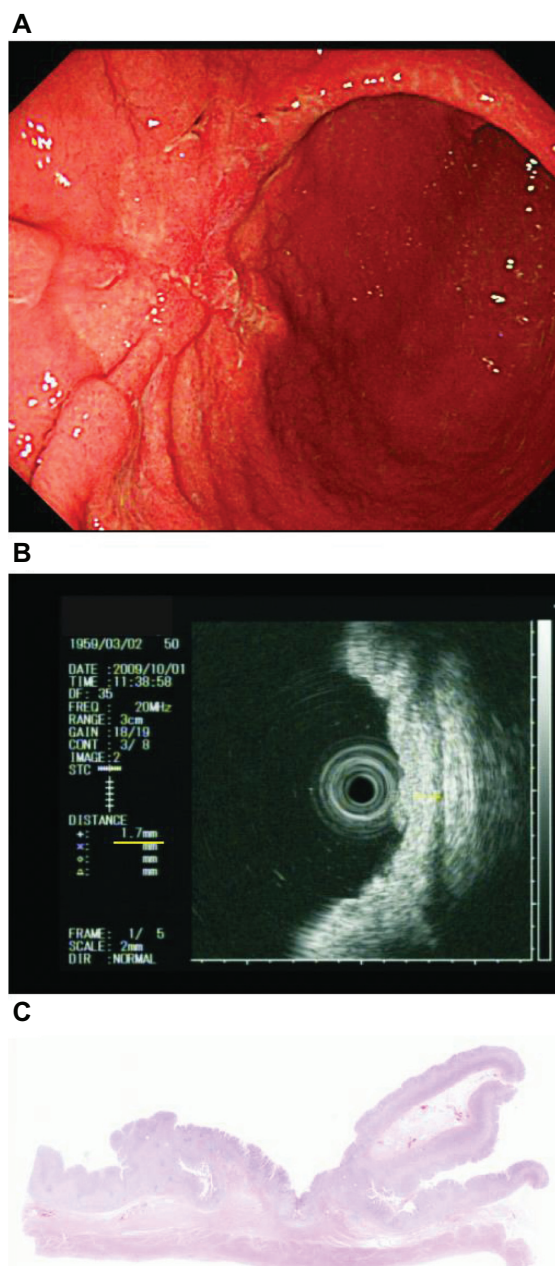 A
B
1959/03/02 50
DATE :2009/10/01
TIME :11:38:58
DF: 35
FREQ : 20MHz
RANGE: 3cm
GAIN :18/19
CONT : 3/ 8
IMAGE:2
STC
DISTANCE
+: 1.7mm
×: mm
◇: mm
△: mm
FRAME: 1/ 5
SCALE: 2mm
DIR :NORMAL
C